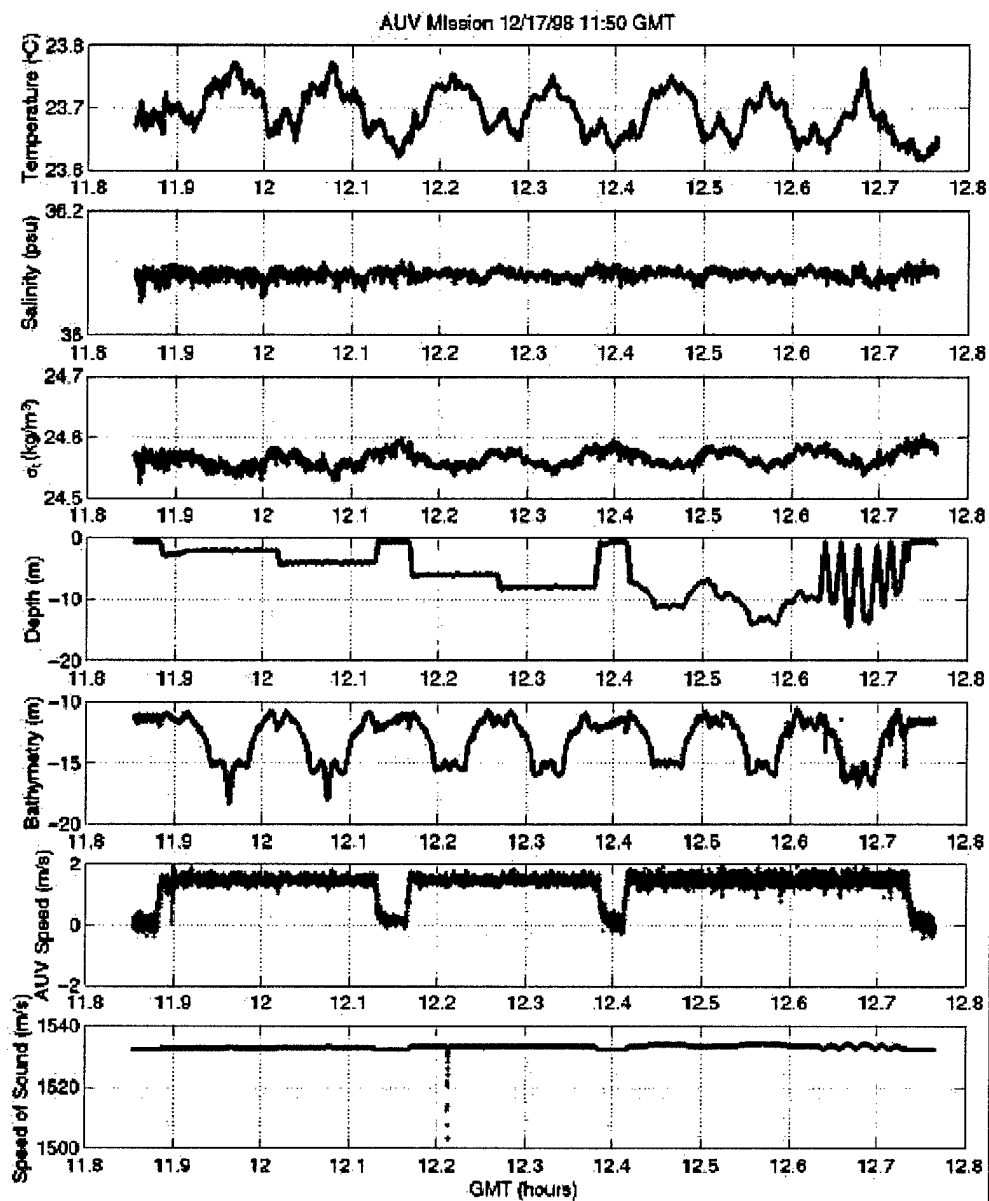 AUV Mission 12/17/98 11:50 GMT
Temperature (°C)
23.8
23.7
23.6
11.8 11.9 12 12.1 12.2 12.3 12.4 12.5 12.6 12.7 12.8
Salinity (psu)
36.2
36
11.8 11.9 12 12.1 12.2 12.3 12.4 12.5 12.6 12.7 12.8
σt (kg/m³)
24.7
24.6
24.5
11.8 11.9 12 12.1 12.2 12.3 12.4 12.5 12.6 12.7 12.8
Depth (m)
0
-10
-20
11.8 11.9 12 12.1 12.2 12.3 12.4 12.5 12.6 12.7 12.8
Bathymetry (m)
-10
-15
-20
11.8 11.9 12 12.1 12.2 12.3 12.4 12.5 12.6 12.7 12.8
AUV Speed (m/s)
2
0
-2
11.8 11.9 12 12.1 12.2 12.3 12.4 12.5 12.6 12.7 12.8
Speed of Sound (m/s)
1540
1520
1500
11.8 11.9 12 12.1 12.2 12.3 12.4 12.5 12.6 12.7 12.8
GMT (hours)